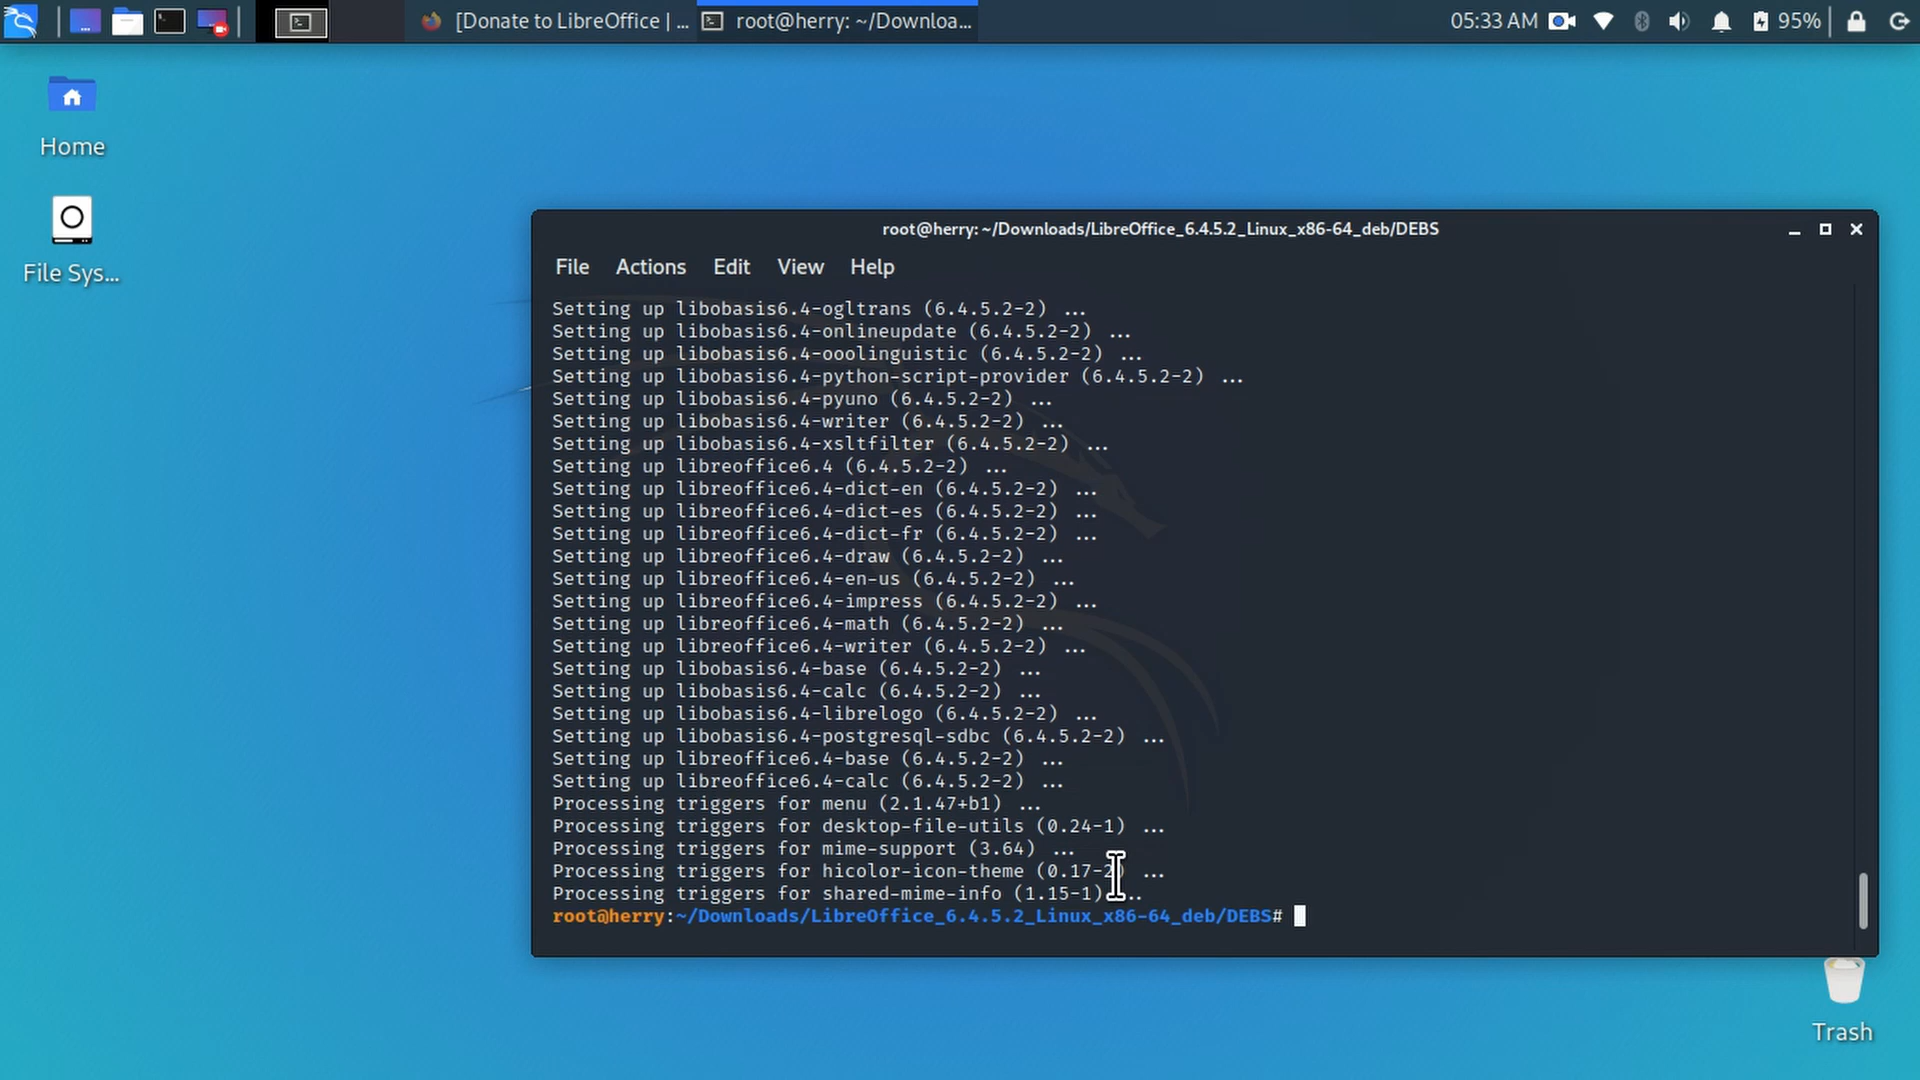 [Donate to LibreOffice | ...
root@herry: ~/Downloa...
05:33 AM
95%
Home
File Sys...
root@herry: ~/Downloads/LibreOffice_6.4.5.2_Linux_x86-64_deb/DEBS
File Actions Edit View Help
Setting up libobasis6.4-ogltrans (6.4.5.2-2) ...
Setting up libobasis6.4-onlineupdate (6.4.5.2-2) ...
Setting up libobasis6.4-ooolinguistic (6.4.5.2-2) ...
Setting up libobasis6.4-python-script-provider (6.4.5.2-2) ...
Setting up libobasis6.4-pyuno (6.4.5.2-2) ...
Setting up libobasis6.4-writer (6.4.5.2-2) ...
Setting up libobasis6.4-xsltfilter (6.4.5.2-2) ...
Setting up libreoffice6.4 (6.4.5.2-2) ...
Setting up libreoffice6.4-dict-en (6.4.5.2-2) ...
Setting up libreoffice6.4-dict-es (6.4.5.2-2) ...
Setting up libreoffice6.4-dict-fr (6.4.5.2-2) ...
Setting up libreoffice6.4-draw (6.4.5.2-2) ...
Setting up libreoffice6.4-en-us (6.4.5.2-2) ...
Setting up libreoffice6.4-impress (6.4.5.2-2) ...
Setting up libreoffice6.4-math (6.4.5.2-2) ...
Setting up libreoffice6.4-writer (6.4.5.2-2) ...
Setting up libobasis6.4-base (6.4.5.2-2) ...
Setting up libobasis6.4-calc (6.4.5.2-2) ...
Setting up libobasis6.4-librelogo (6.4.5.2-2) ...
Setting up libobasis6.4-postgresql-sdbc (6.4.5.2-2) ...
Setting up libreoffice6.4-base (6.4.5.2-2) ...
Setting up libreoffice6.4-calc (6.4.5.2-2) ...
Processing triggers for menu (2.1.47+b1) ...
Processing triggers for desktop-file-utils (0.24-1) ...
Processing triggers for mime-support (3.64) ...
Processing triggers for hicolor-icon-theme (0.17-2) ...
Processing triggers for shared-mime-info (1.15-1) ...
root@herry:~/Downloads/LibreOffice_6.4.5.2_Linux_x86-64_deb/DEBS#
Trash